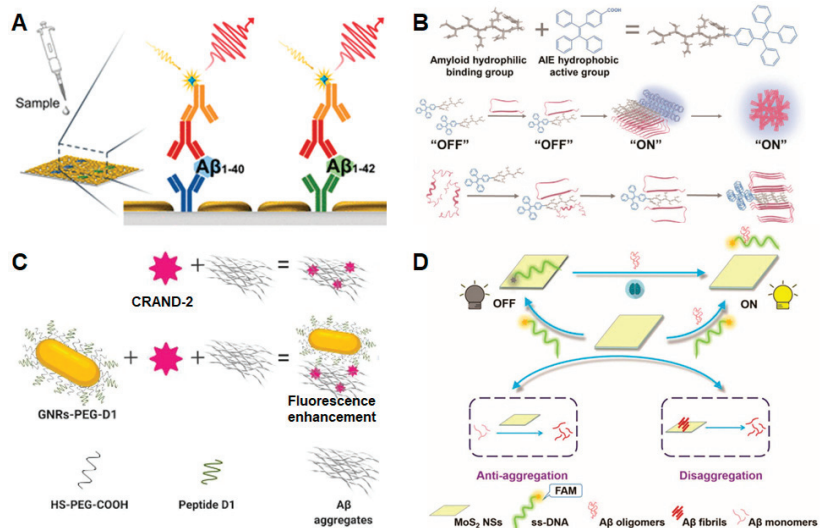 A
Sample
Aβ1-40
Aβ1-42
B
COOH
+
=
Amyloid hydrophilic
binding group
AIE hydrophobic
active group
"OFF"
"OFF"
"ON"
"ON"
C
+
=
CRAND-2
+
+
=
GNRs-PEG-D1
Fluorescence
enhancement
HS-PEG-COOH
Peptide D1
Aβ
aggregates
D
OFF
ON
Anti-aggregation
Disaggregation
FAM
MoS2 NSs
ss-DNA
Aβ oligomers
Aβ fibrils
Aβ monomers